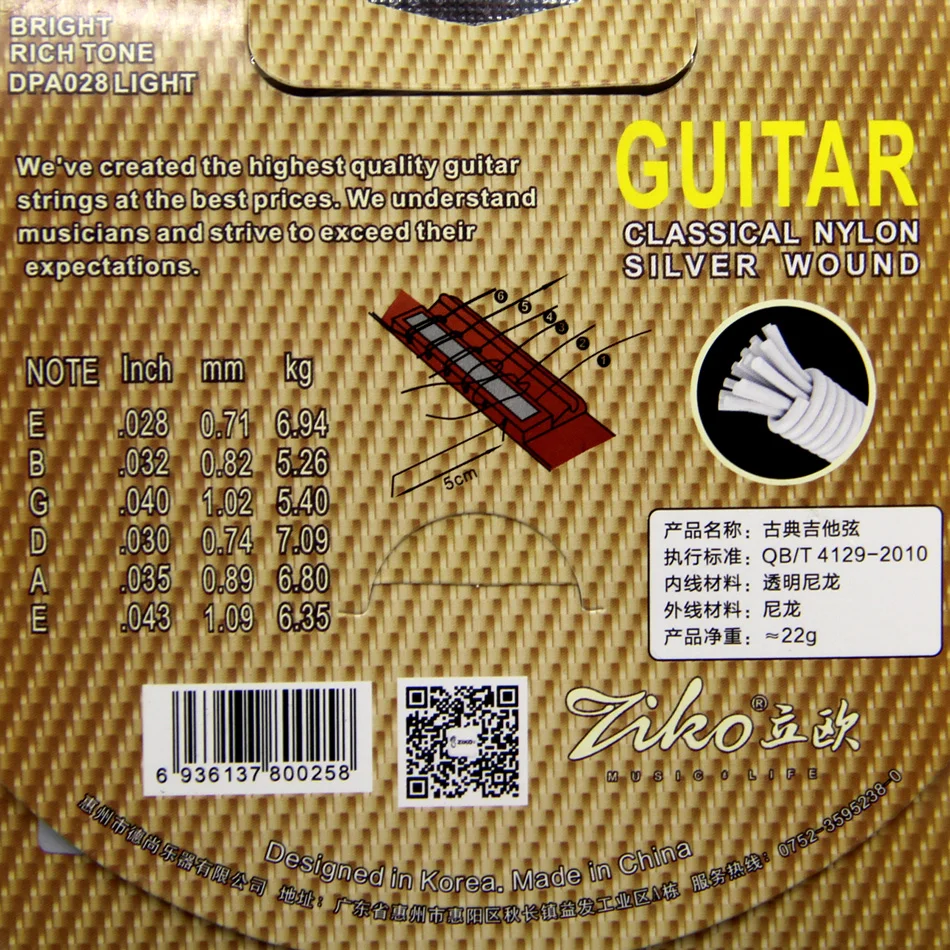 BRIGHT
RICH TONE
DPA028 LIGHT
GUITAR
CLASSICAL NYLON
SILVER WOUND
We've created the highest quality guitar
strings at the best prices. We understand
musicians and strive to exceed their
expectations.
6 5 4 3 2 1
5cm
NOTE Inch mm kg
E .028 0.71 6.94
B .032 0.82 5.26
G .040 1.02 5.40
D .030 0.74 7.09
A .035 0.89 6.80
E .043 1.09 6.35
产品名称：古典吉他弦
执行标准：QB/T 4129-2010
内线材料：透明尼龙
外线材料：尼龙
产品净重：≈22g
6 936137 800258
Ziko® 立欧
MUSIC LIFE
Designed in Korea. Made in China
惠州市德尚乐器有限公司 地址：广东省惠州市惠阳区秋长镇益发工业区A栋 服务热线：0752-3595238-0